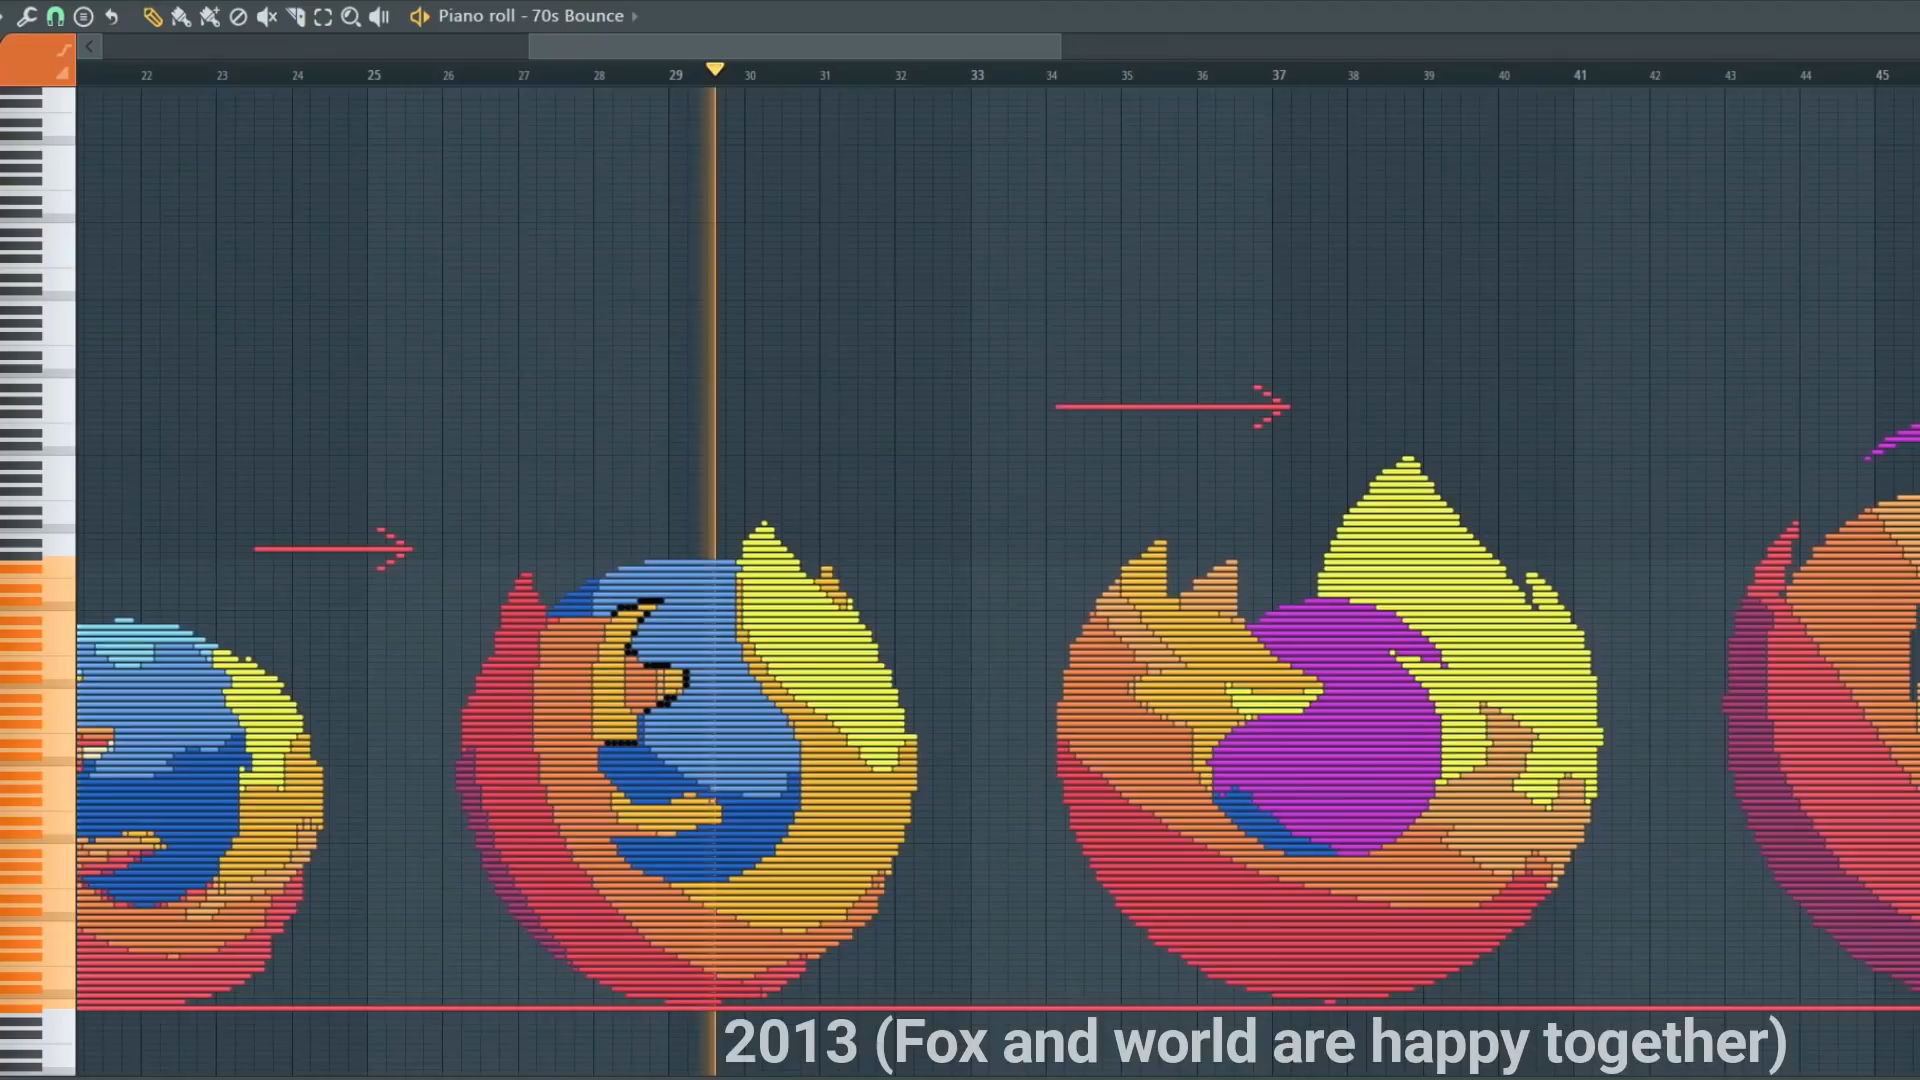 Piano roll - 70s Bounce
22 23 24 25 26 27 28 29 30 31 32 33 34 35 36 37 38 39 40 41 42 43 44 45
2013 (Fox and world are happy together)